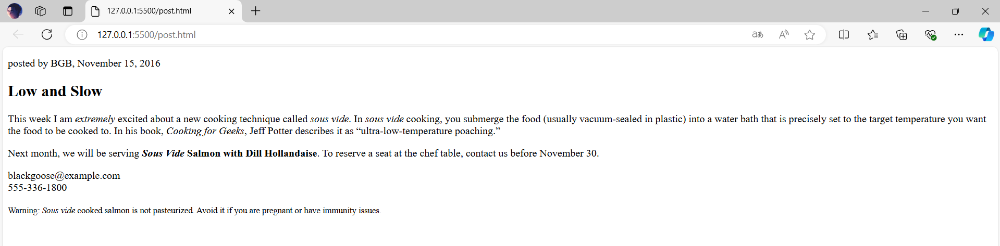 127.0.0.1:5500/post.html
127.0.0.1:5500/post.html
aあ
A
posted by BGB, November 15, 2016
Low and Slow
This week I am extremely excited about a new cooking technique called sous vide. In sous vide cooking, you submerge the food (usually vacuum-sealed in plastic) into a water bath that is precisely set to the target temperature you want
the food to be cooked to. In his book, Cooking for Geeks, Jeff Potter describes it as “ultra-low-temperature poaching.”
Next month, we will be serving Sous Vide Salmon with Dill Hollandaise. To reserve a seat at the chef table, contact us before November 30.
blackgoose@example.com
555-336-1800
Warning: Sous vide cooked salmon is not pasteurized. Avoid it if you are pregnant or have immunity issues.